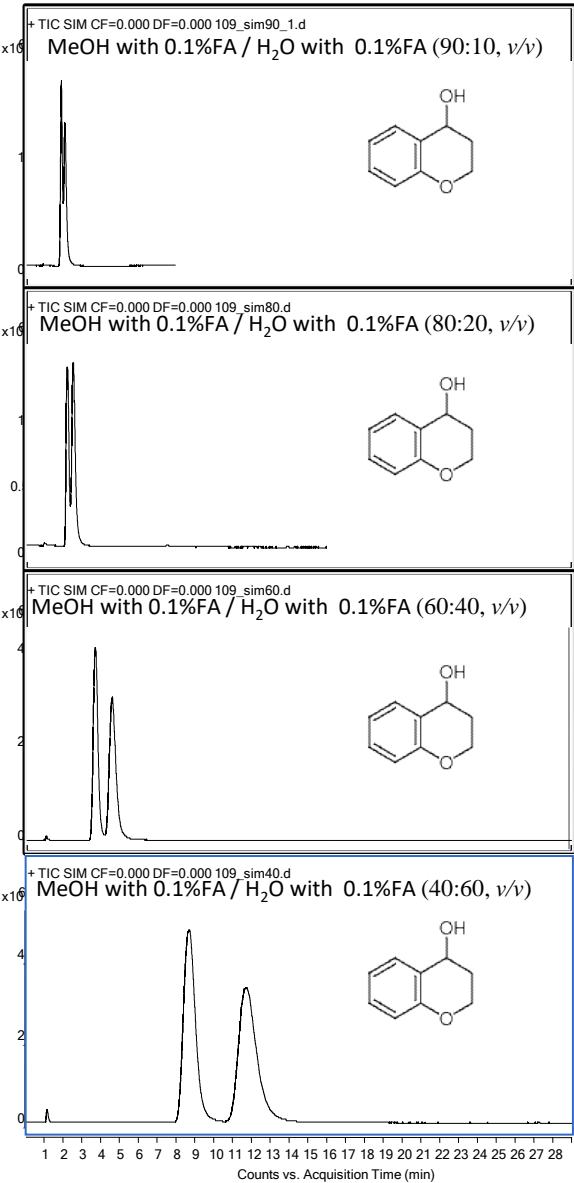 + TIC SIM CF=0.000 DF=0.000 109_sim90_1.d
MeOH with 0.1%FA / H₂O with 0.1%FA (90:10, v/v)
OH
1
O
0
+ TIC SIM CF=0.000 DF=0.000 109_sim80.d
MeOH with 0.1%FA / H₂O with 0.1%FA (80:20, v/v)
OH
1
O
0.
0
+ TIC SIM CF=0.000 DF=0.000 109_sim60.d
MeOH with 0.1%FA / H₂O with 0.1%FA (60:40, v/v)
4
OH
2
O
0
+ TIC SIM CF=0.000 DF=0.000 109_sim40.d
MeOH with 0.1%FA / H₂O with 0.1%FA (40:60, v/v)
OH
4
O
2
0
1 2 3 4 5 6 7 8 9 10 11 12 13 14 15 16 17 18 19 20 21 22 23 24 25 26 27 28
Counts vs. Acquisition Time (min)